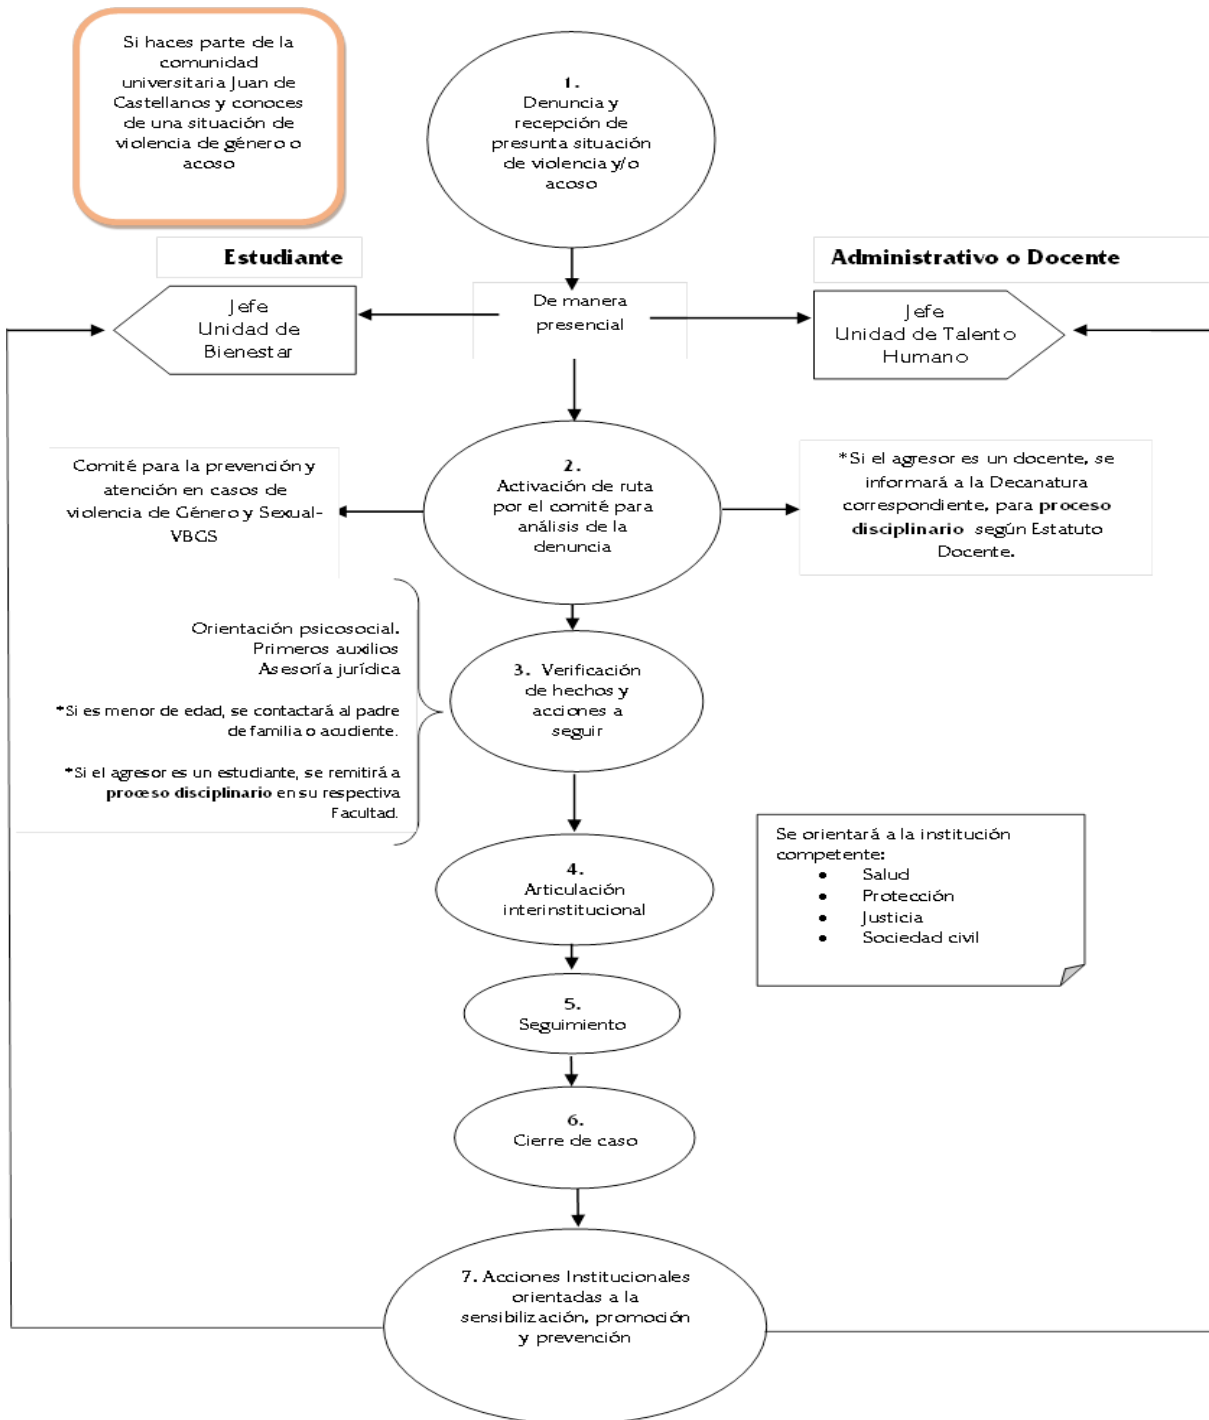 Si haces parte de la
comunidad
universitaria Juan de
Castellanos y conoces
de una situación de
violencia de género o
acoso
1.
Denuncia y
recepción de
presunta situación
de violencia y/o
acoso
Estudiante
Administrativo o Docente
Jefe
Unidad de
Bienestar
De manera
presencial
Jefe
Unidad de Talento
Humano
Comité para la prevención y
atención en casos de
violencia de Género y Sexual-
VBGS
2.
Activación de ruta
por el comité para
análisis de la
denuncia
*Si el agresor es un docente, se
informará a la Decanatura
correspondiente, para proceso
disciplinario según Estatuto
Docente.
Orientación psicosocial.
Primeros auxilios
Asesoría jurídica
*Si es menor de edad, se contactará al padre
de familia o acudiente.
*Si el agresor es un estudiante, se remitirá a
proceso disciplinario en su respectiva
Facultad.
3. Verificación
de hechos y
acciones a
seguir
4.
Articulación
interinstitucional
Se orientará a la institución
competente:
• Salud
• Protección
• Justicia
• Sociedad civil
5.
Seguimiento
6.
Cierre de caso
7. Acciones Institucionales
orientadas a la
sensibilización, promoción
y prevención